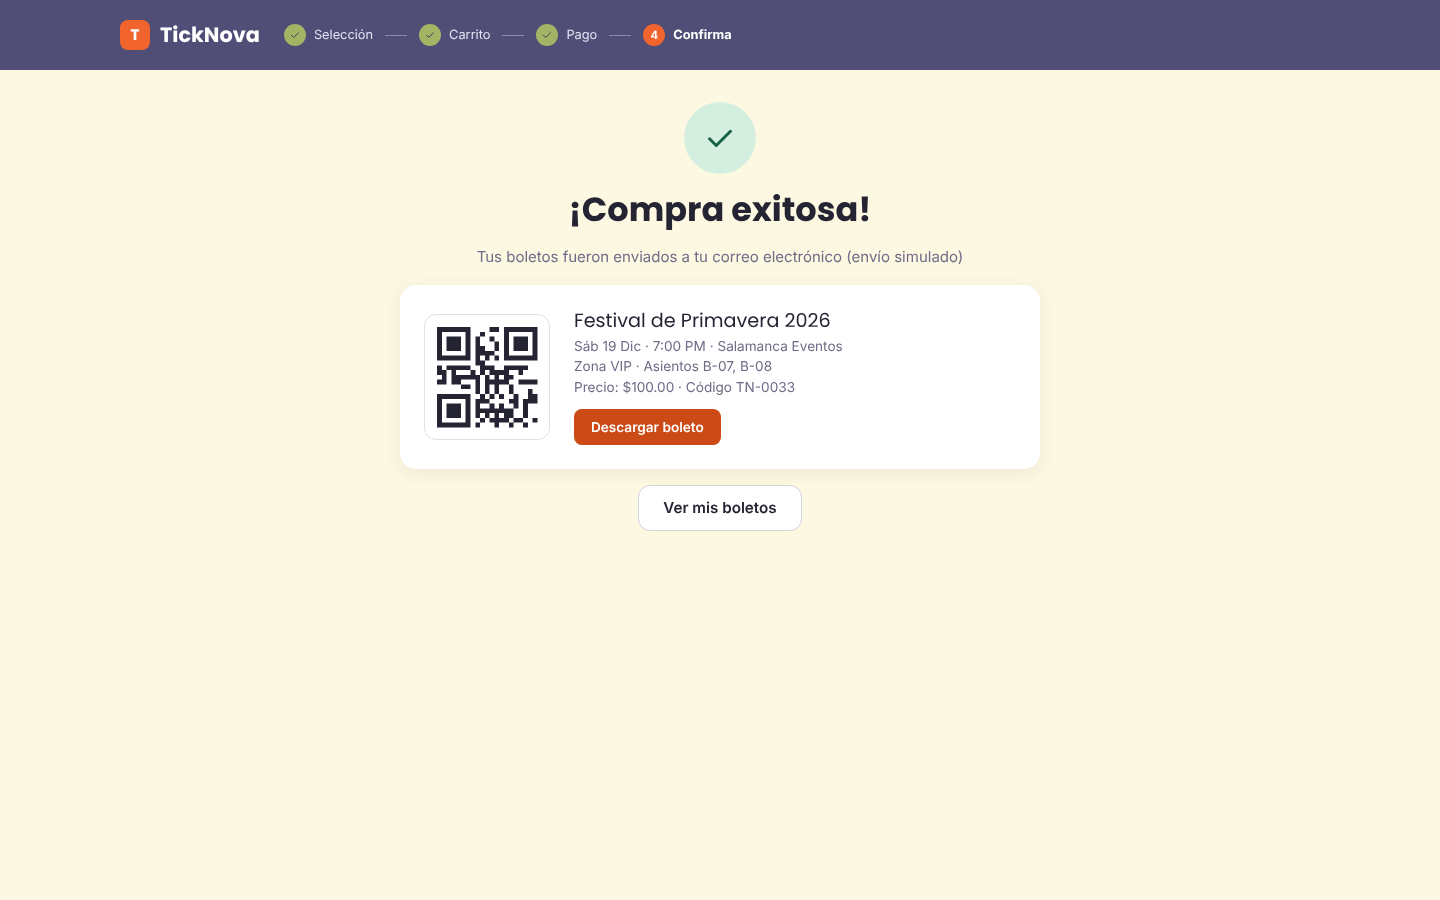 T TickNova Selección Carrito Pago 4 Confirma
¡Compra exitosa!
Tus boletos fueron enviados a tu correo electrónico (envío simulado)
Festival de Primavera 2026
Sáb 19 Dic · 7:00 PM · Salamanca Eventos
Zona VIP · Asientos B-07, B-08
Precio: $100.00 · Código TN-0033
Descargar boleto
Ver mis boletos